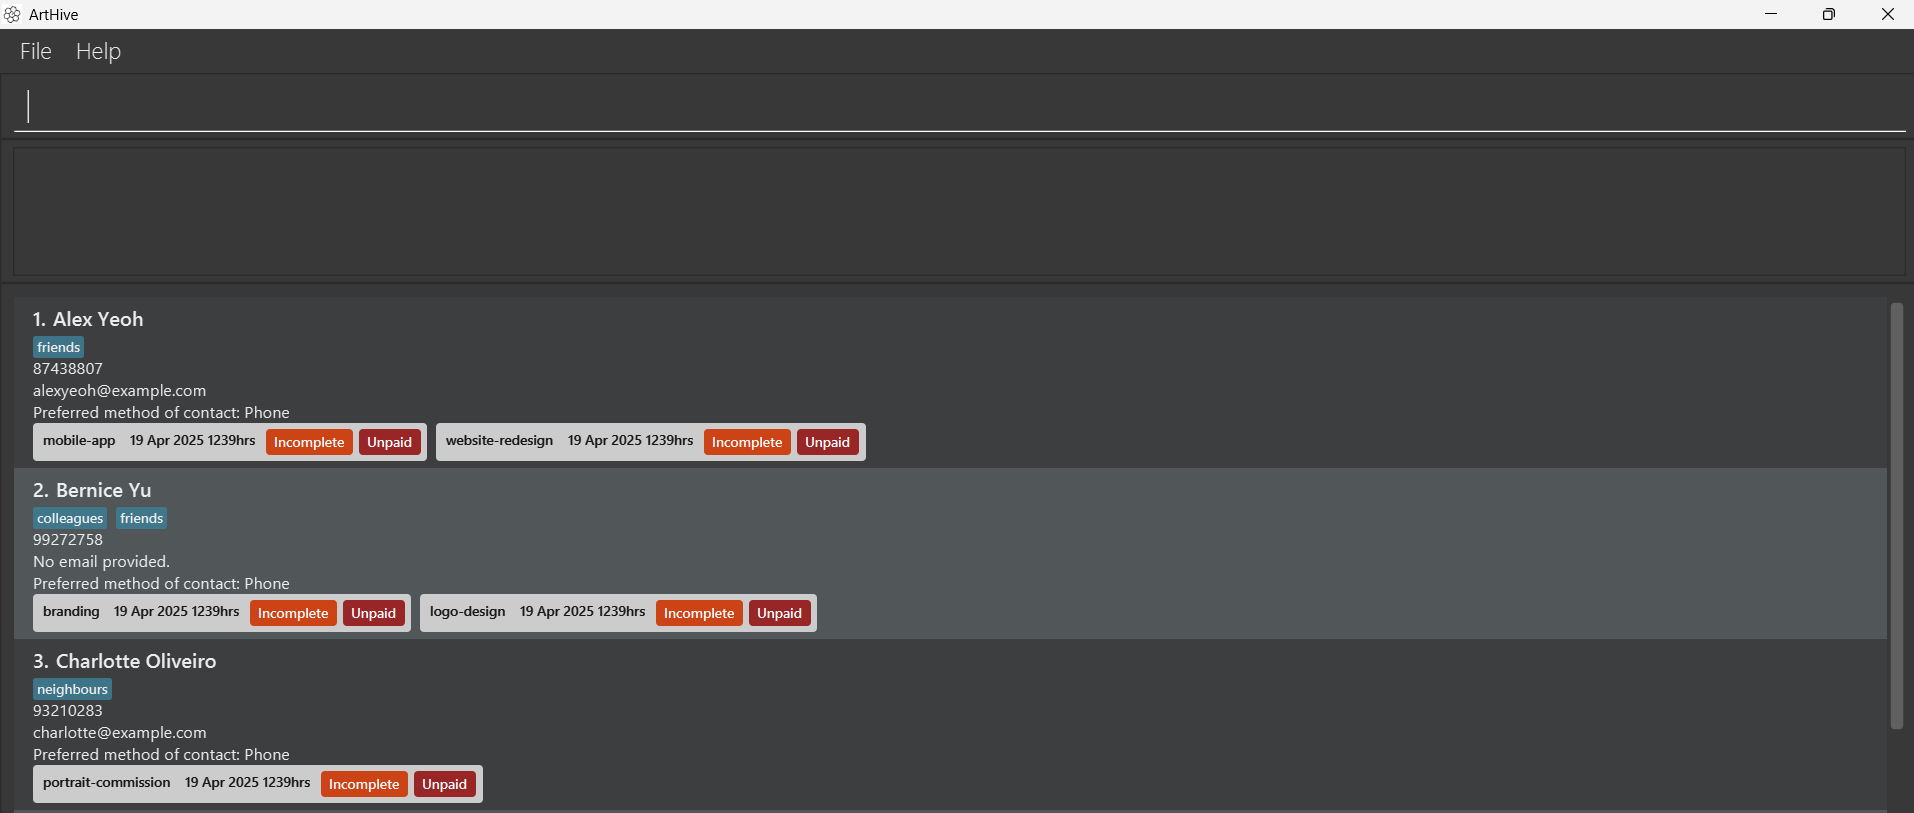 ArtHive
File Help
1. Alex Yeoh
friends
87438807
alexyeoh@example.com
Preferred method of contact: Phone
mobile-app 19 Apr 2025 1239hrs Incomplete Unpaid website-redesign 19 Apr 2025 1239hrs Incomplete Unpaid
2. Bernice Yu
colleagues friends
99272758
No email provided.
Preferred method of contact: Phone
branding 19 Apr 2025 1239hrs Incomplete Unpaid logo-design 19 Apr 2025 1239hrs Incomplete Unpaid
3. Charlotte Oliveiro
neighbours
93210283
charlotte@example.com
Preferred method of contact: Phone
portrait-commission 19 Apr 2025 1239hrs Incomplete Unpaid